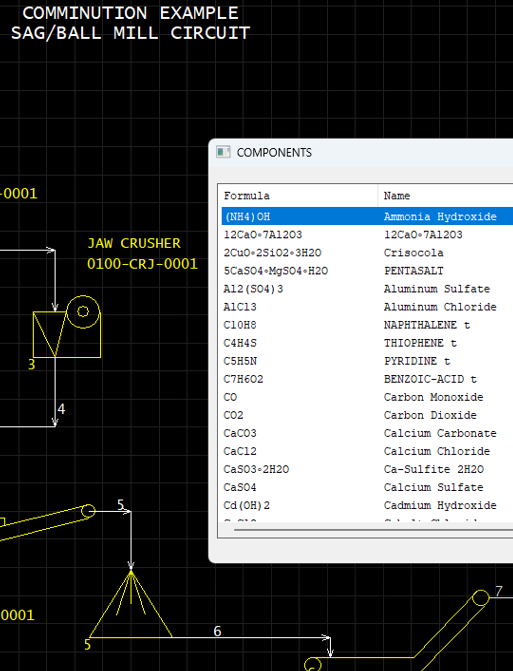 COMMINUTION EXAMPLE
SAG/BALL MILL CIRCUIT
COMPONENTS
-0001
Formula Name
(NH4)OH Ammonia Hydroxide
12CaO∘7Al2O3 12CaO∘7Al2O3
2CuO∘2SiO2∘3H2O Crisocola
5CaSO4∘MgSO4∘H2O PENTASALT
Al2(SO4)3 Aluminum Sulfate
AlCl3 Aluminum Chloride
C10H8 NAPHTHALENE t
C4H4S THIOPHENE t
C5H5N PYRIDINE t
C7H6O2 BENZOIC-ACID t
CO Carbon Monoxide
CO2 Carbon Dioxide
CaCO3 Calcium Carbonate
CaCl2 Calcium Chloride
CaSO3∘2H2O Ca-Sulfite 2H2O
CaSO4 Calcium Sulfate
Cd(OH)2 Cadmium Hydroxide
JAW CRUSHER
0100-CRJ-0001
3
4
5
0001
5
6
7